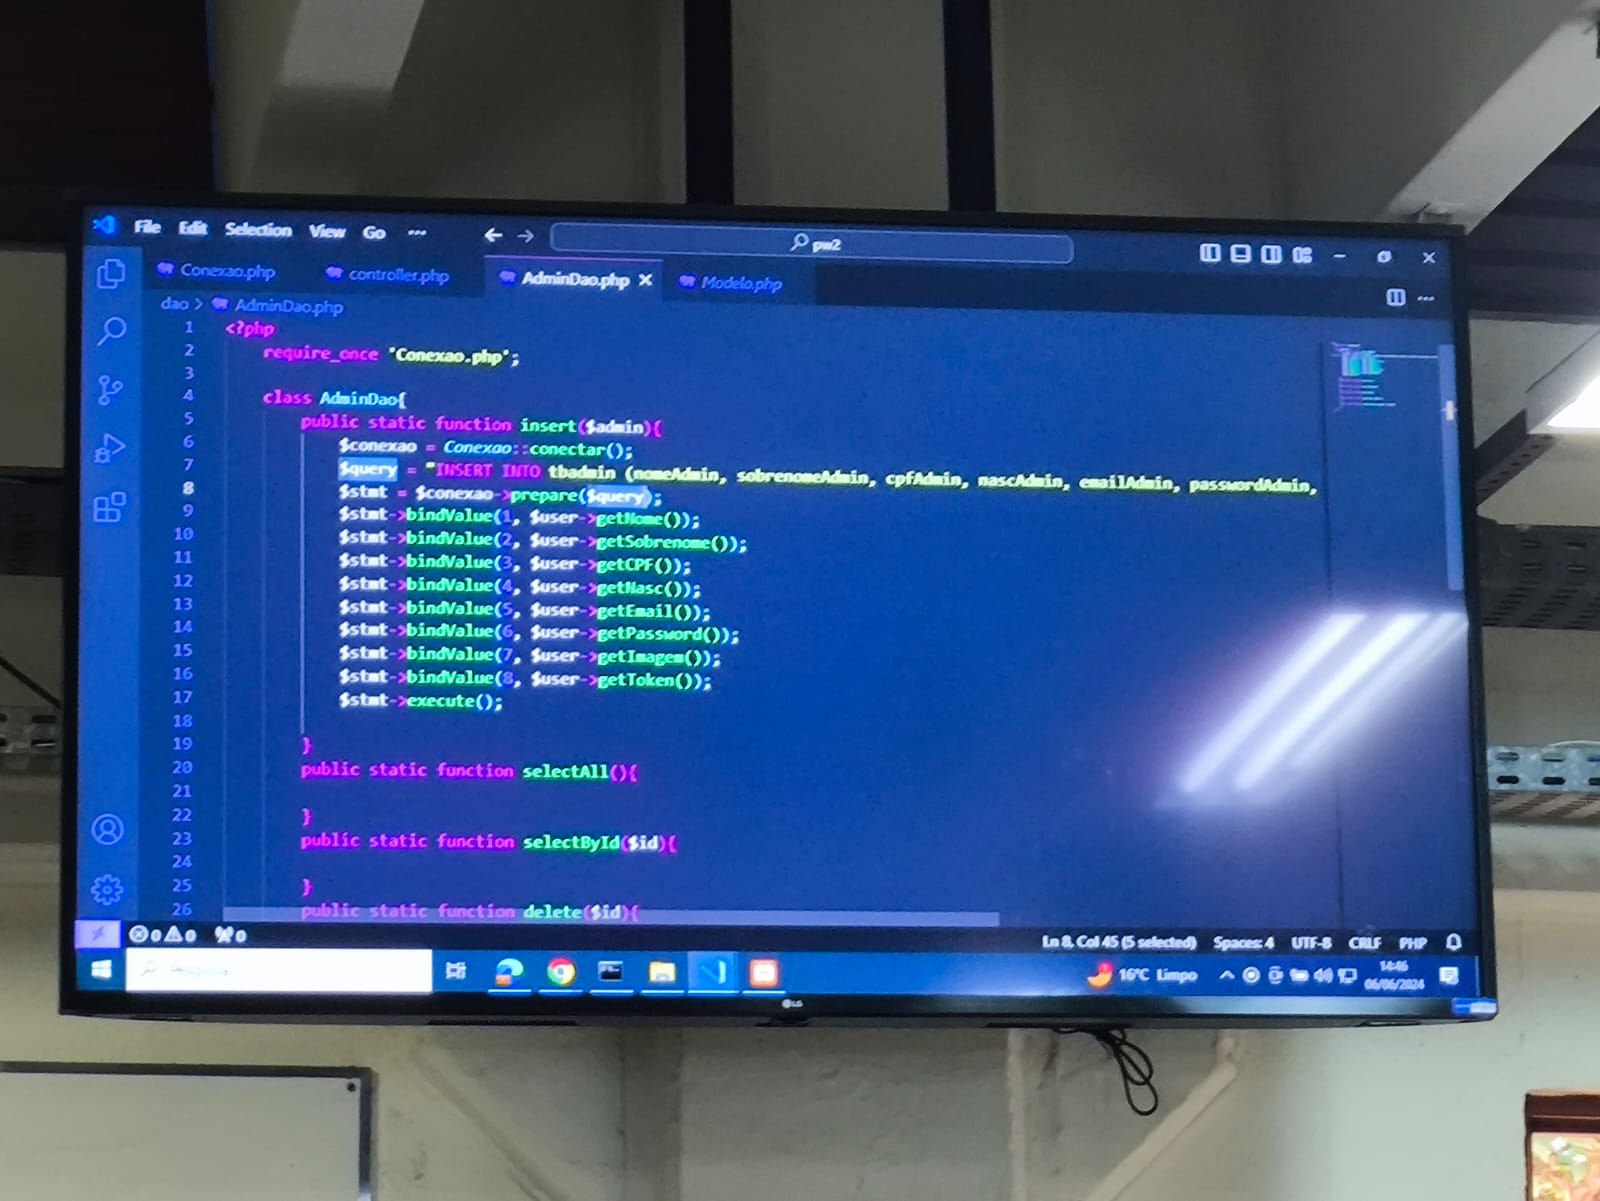 File Edit Selection View Go ... pw2
Conexao.php controller.php AdminDao.php Modelo.php
dao > AdminDao.php
1 <?php
2 require_once 'Conexao.php';
3
4 class AdminDao{
5 public static function insert($admin){
6 $conexao = Conexao::conectar();
7 $query = "INSERT INTO tbadmin (nomeAdmin, sobrenomeAdmin, cpfAdmin, nascAdmin, emailAdmin, passwordAdmin,
8 $stmt = $conexao->prepare($query);
9 $stmt->bindValue(1, $user->getNome());
10 $stmt->bindValue(2, $user->getSobrenome());
11 $stmt->bindValue(3, $user->getCPF());
12 $stmt->bindValue(4, $user->getNasc());
13 $stmt->bindValue(5, $user->getEmail());
14 $stmt->bindValue(6, $user->getPassword());
15 $stmt->bindValue(7, $user->getImagem());
16 $stmt->bindValue(8, $user->getToken());
17 $stmt->execute();
18
19 }
20 public static function selectAll(){
21
22 }
23 public static function selectById($id){
24
25 }
26 public static function delete($id){
0 0 0 Ln 8, Col 45 (5 selected) Spaces: 4 UTF-8 CRLF PHP
Pesquisa 16°C Limpo 14:46
06/06/2024
LG